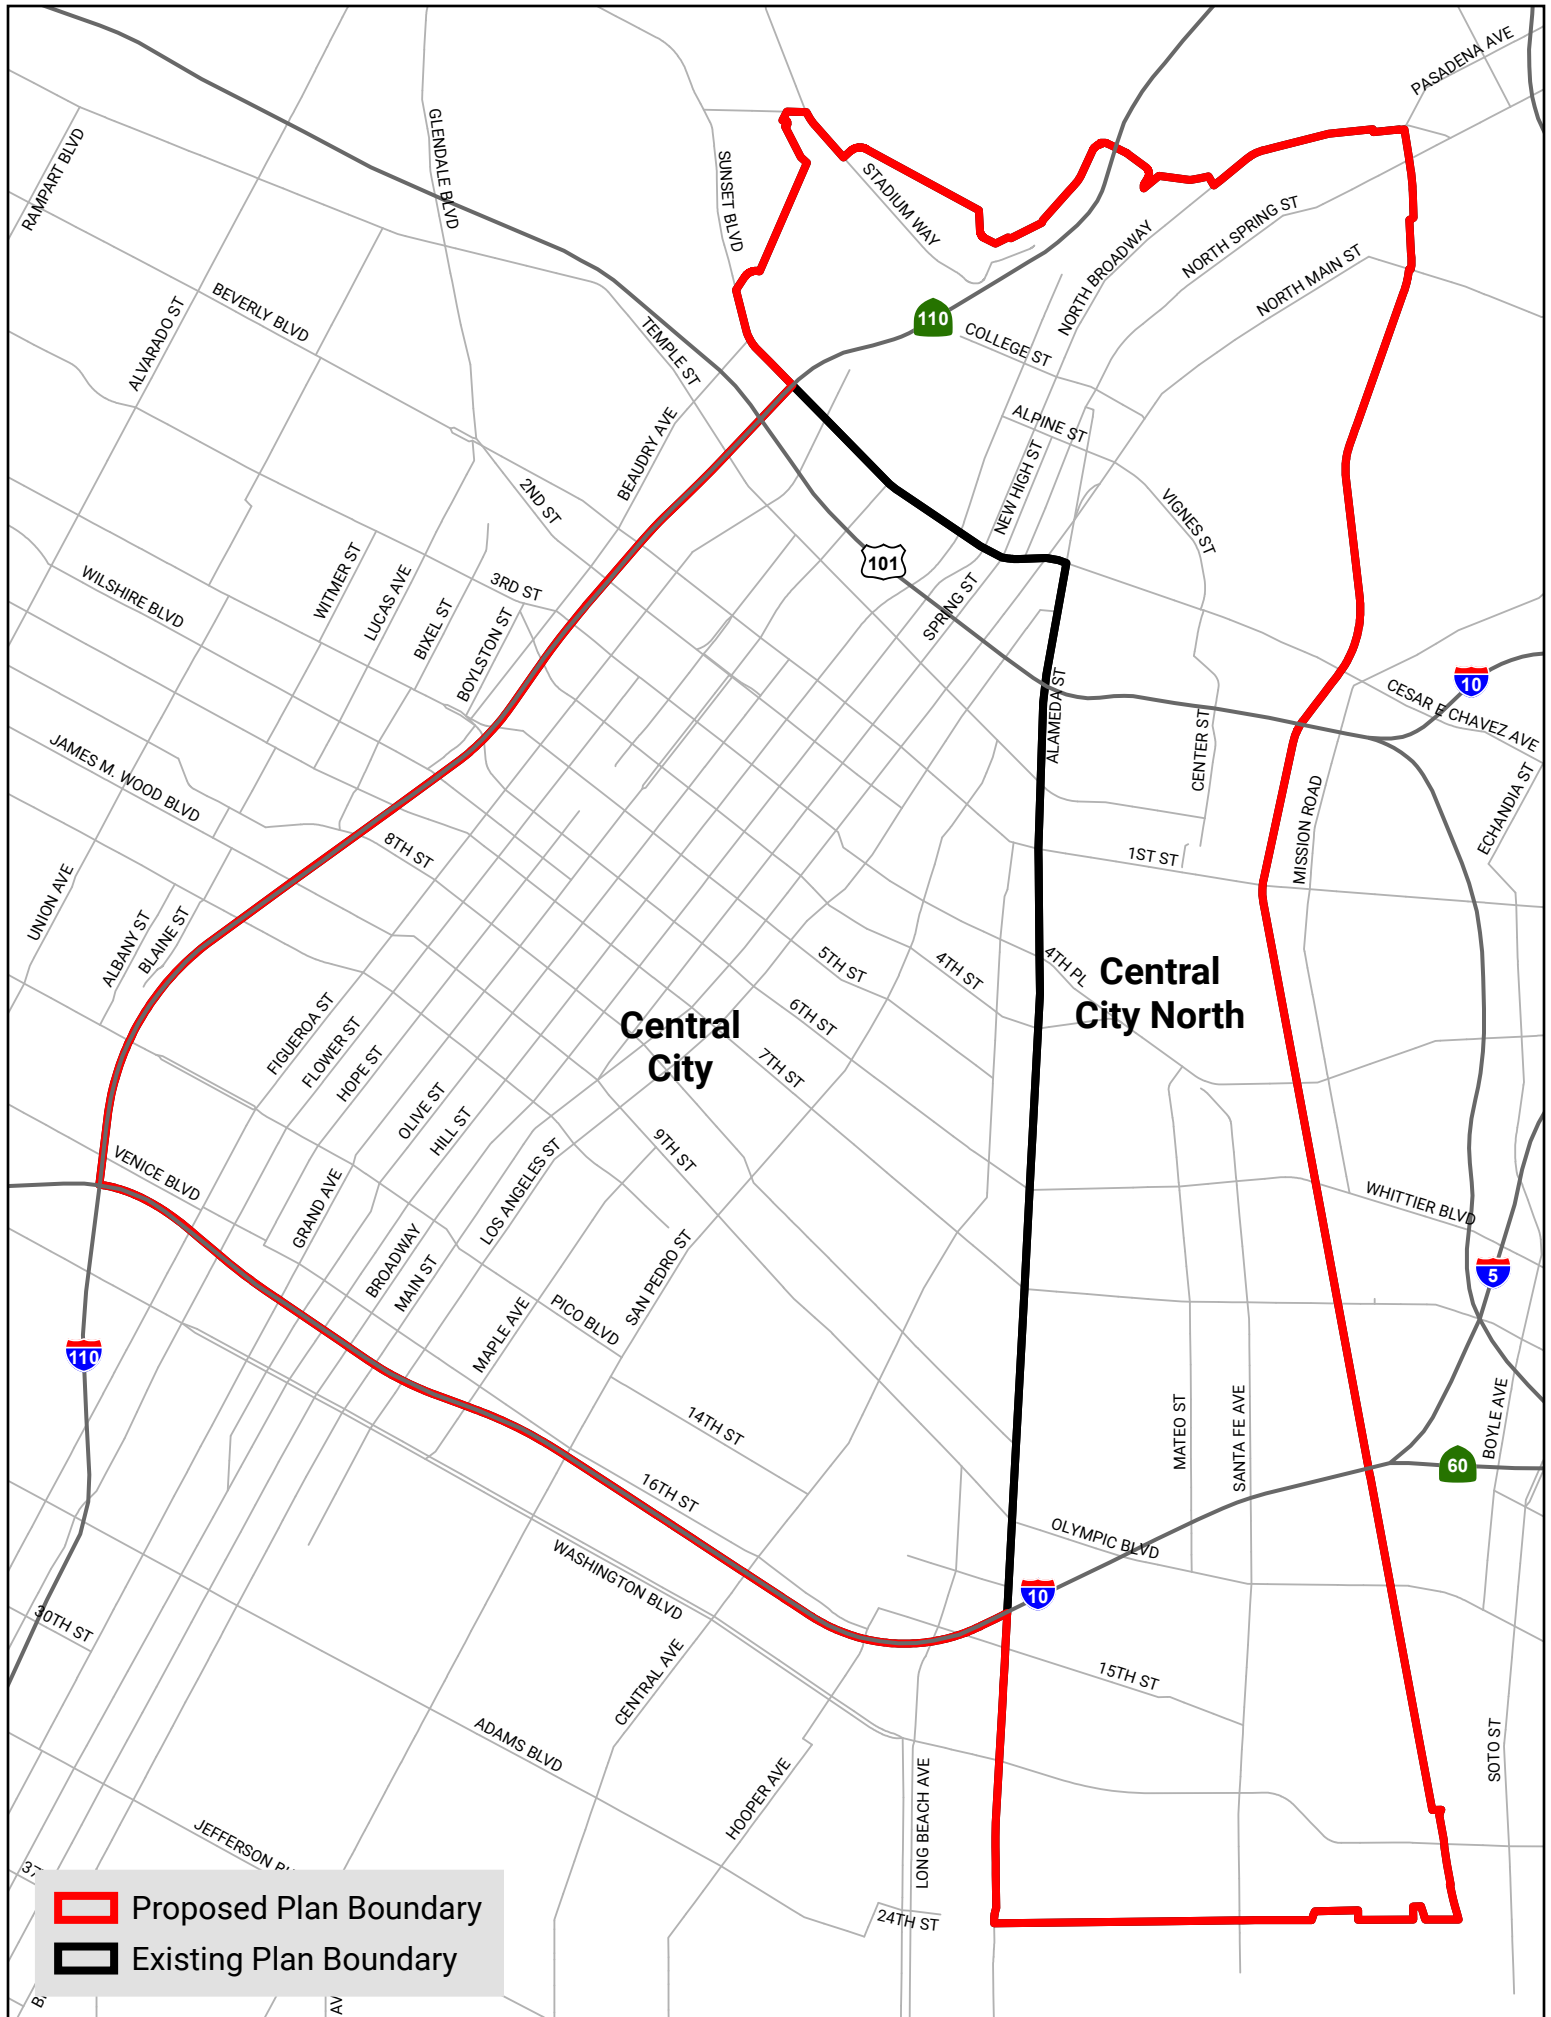 PASADENA AVE
GLENDALE BLVD
RAMPART BLVD
SUNSET BLVD
STADIUM WAY
NORTH BROADWAY
NORTH SPRING ST
NORTH MAIN ST
BEVERLY BLVD
ALVARADO ST
TEMPLE ST
110
COLLEGE ST
ALPINE ST
BEAUDRY AVE
NEW HIGH ST
2ND ST
VIGNES ST
101
WILSHIRE BLVD
WITMER ST
LUCAS AVE
BIXEL ST
3RD ST
BOYLSTON ST
SPRING ST
ALAMEDA ST
10
CESAR E CHAVEZ AVE
CENTER ST
JAMES M. WOOD BLVD
MISSION ROAD
ECHANDIA ST
8TH ST
1ST ST
UNION AVE
ALBANY ST
BLAINE ST
5TH ST
4TH ST
4TH PL
Central
City North
6TH ST
Central
City
7TH ST
FIGUEROA ST
FLOWER ST
HOPE ST
OLIVE ST
HILL ST
9TH ST
VENICE BLVD
GRAND AVE
LOS ANGELES ST
WHITTIER BLVD
BROADWAY
MAIN ST
SAN PEDRO ST
5
PICO BLVD
MAPLE AVE
110
14TH ST
MATEO ST
SANTA FE AVE
BOYLE AVE
60
16TH ST
OLYMPIC BLVD
WASHINGTON BLVD
10
30TH ST
CENTRAL AVE
15TH ST
ADAMS BLVD
HOOPER AVE
LONG BEACH AVE
SOTO ST
JEFFERSON
24TH ST
Proposed Plan Boundary
Existing Plan Boundary
AV